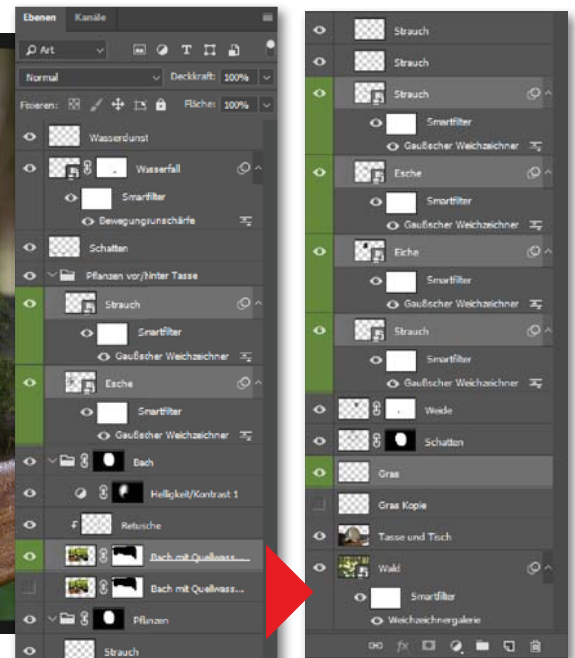 Ebenen Kanäle
Art
Normal Deckkraft: 100%
Fixieren: Fläche: 100%
Wasserdunst
Wasserfall
Smartfilter
Bewegungsunschärfe
Schatten
Pflanzen vor/hinter Tasse
Strauch
Smartfilter
Gaußscher Weichzeichner
Esche
Smartfilter
Gaußscher Weichzeichner
Bach
Helligkeit/Kontrast 1
Retusche
Bach mit Quellwass...
Bach mit Quellwass...
Pflanzen
Strauch
Strauch
Strauch
Strauch
Smartfilter
Gaußscher Weichzeichner
Esche
Smartfilter
Gaußscher Weichzeichner
Eiche
Smartfilter
Gaußscher Weichzeichner
Strauch
Smartfilter
Gaußscher Weichzeichner
Weide
Schatten
Gras
Gras Kopie
Tasse und Tisch
Wald
Smartfilter
Weichzeichnergalerie
fx